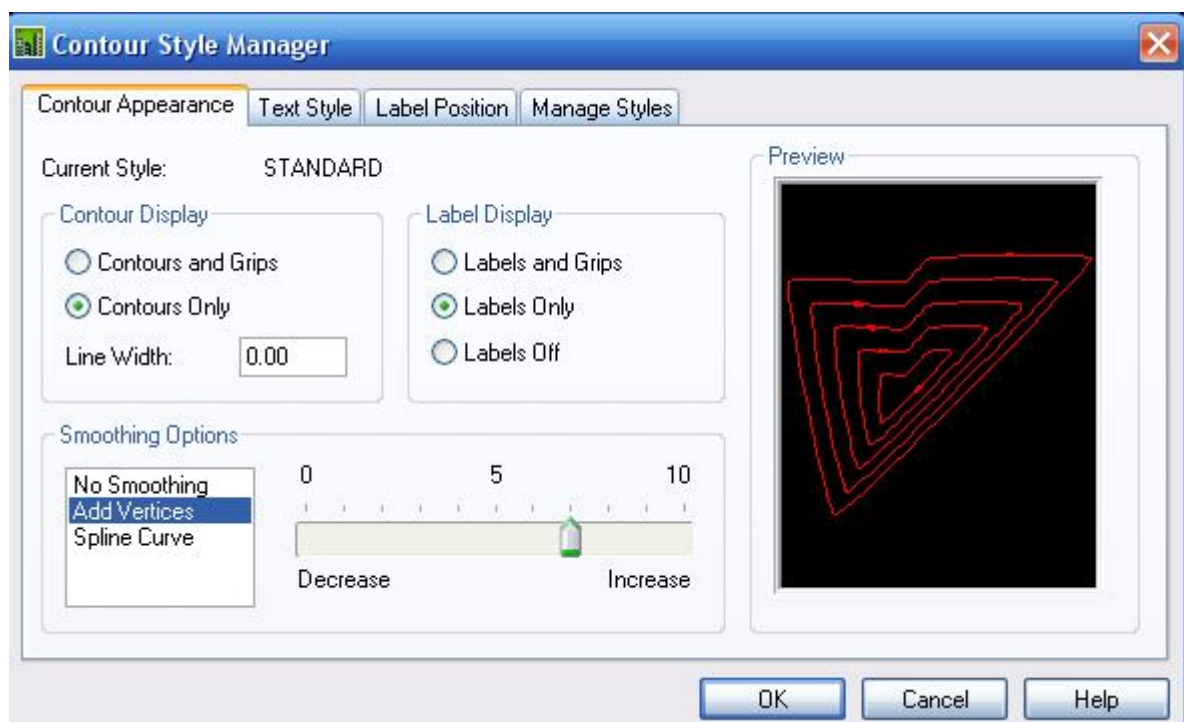 Contour Style Manager
Contour Appearance Text Style Label Position Manage Styles
Current Style: STANDARD
Contour Display
Contours and Grips
Contours Only
Line Width: 0.00
Label Display
Labels and Grips
Labels Only
Labels Off
Smoothing Options
No Smoothing
Add Vertices
Spline Curve
0 5 10
Decrease Increase
Preview
OK Cancel Help